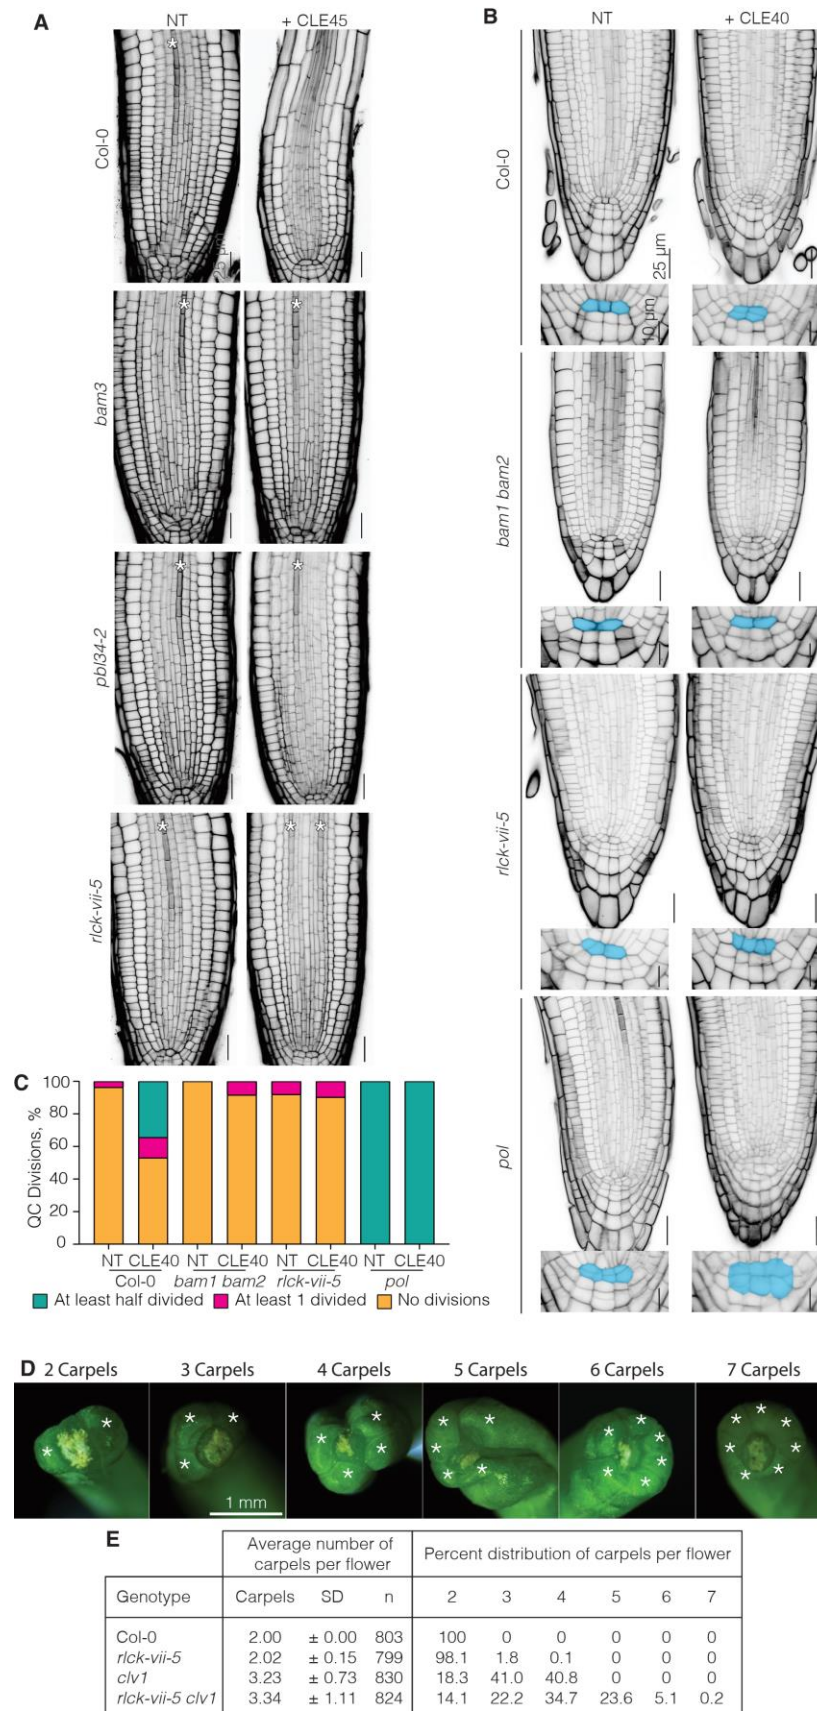 A
NT
+ CLE45
Col-0
25 µm
bam3
pbl34-2
rlck-vii-5
B
NT
+ CLE40
Col-0
25 µm
10 µm
bam1 bam2
rlck-vii-5
pol
C
QC Divisions, %
100
80
60
40
20
0
NT CLE40 NT CLE40 NT CLE40 NT CLE40
Col-0 bam1 bam2 rlck-vii-5 pol
At least half divided At least 1 divided No divisions
D
2 Carpels 3 Carpels 4 Carpels 5 Carpels 6 Carpels 7 Carpels
1 mm
E
Average number of carpels per flower
Percent distribution of carpels per flower
Genotype Carpels SD n 2 3 4 5 6 7
Col-0 2.00 ± 0.00 803 100 0 0 0 0 0
rlck-vii-5 2.02 ± 0.15 799 98.1 1.8 0.1 0 0 0
clv1 3.23 ± 0.73 830 18.3 41.0 40.8 0 0 0
rlck-vii-5 clv1 3.34 ± 1.11 824 14.1 22.2 34.7 23.6 5.1 0.2